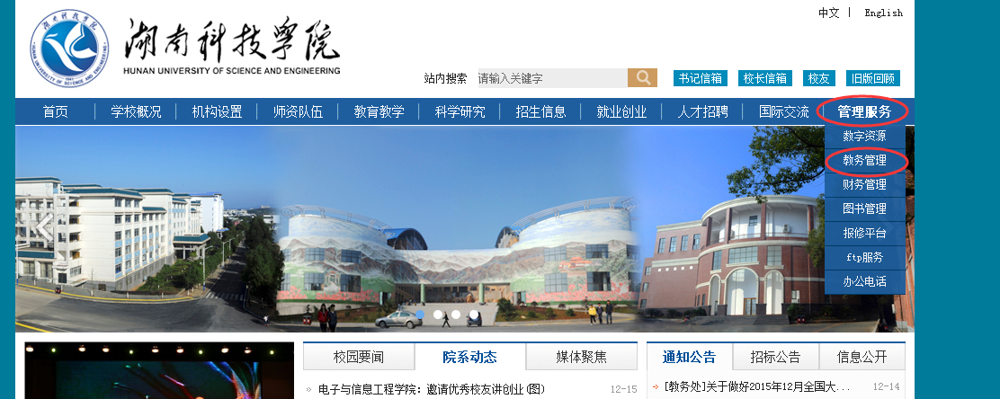 中文 | English
湖南科技学院
HUNAN UNIVERSITY OF SCIENCE AND ENGINEERING
站内搜索 请输入关键字 书记信箱 校长信箱 校友 旧版回顾
首页 学校概况 机构设置 师资队伍 教育教学 科学研究 招生信息 就业创业 人才招聘 国际交流 管理服务
数字资源
教务管理
财务管理
图书管理
报修平台
ftp服务
办公电话
校园要闻 院系动态 媒体聚焦 通知公告 招标公告 信息公开
电子与信息工程学院：邀请优秀校友讲创业(图) 12-15
[教务处]关于做好2015年12月全国大... 12-14